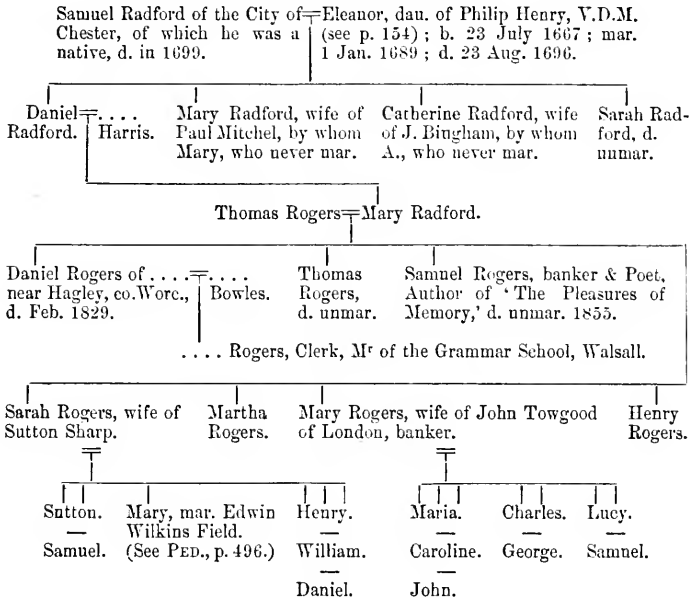 Samuel Radford of the City of
Chester, of which he was a
native, d. in 1699.
Eleanor, dau. of Philip Henry, V.D.M.
(see p. 154) ; b. 23 July 1667 ; mar.
1 Jan. 1689 ; d. 23 Aug. 1696.
Daniel
Radford.
. . . .
Harris.
Mary Radford, wife of
Paul Mitchel, by whom
Mary, who never mar.
Catherine Radford, wife
of J. Bingham, by whom
A., who never mar.
Sarah Rad-
ford, d.
unmar.
Thomas Rogers
Mary Radford.
Daniel Rogers of . . . .
near Hagley, co. Worc.,
d. Feb. 1829.
. . . .
Bowles.
Thomas
Rogers,
d. unmar.
Samuel Rogers, banker & Poet,
Author of ‘The Pleasures of
Memory,’ d. unmar. 1855.
. . . . Rogers, Clerk, Mr of the Grammar School, Walsall.
Sarah Rogers, wife of
Sutton Sharp.
Martha
Rogers.
Mary Rogers, wife of John Towgood
of London, banker.
Henry
Rogers.
Sutton.
—
Samuel.
Mary, mar. Edwin
Wilkins Field.
(See PED., p. 496.)
Henry.
—
William.
—
Daniel.
Maria.
—
Caroline.
—
John.
Charles.
—
George.
Lucy.
—
Samuel.